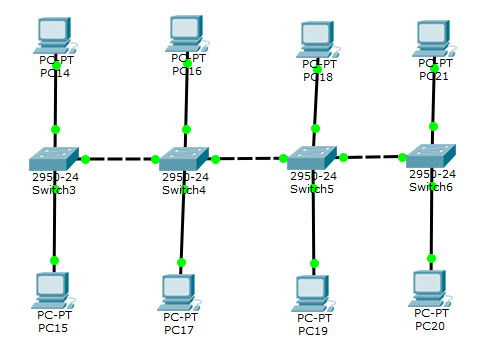 PC-PT
PC14
PC-PT
PC16
PC-PT
PC18
PC-PT
PC21
2950-24
Switch3
2950-24
Switch4
2950-24
Switch5
2950-24
Switch6
PC-PT
PC15
PC-PT
PC17
PC-PT
PC19
PC-PT
PC20